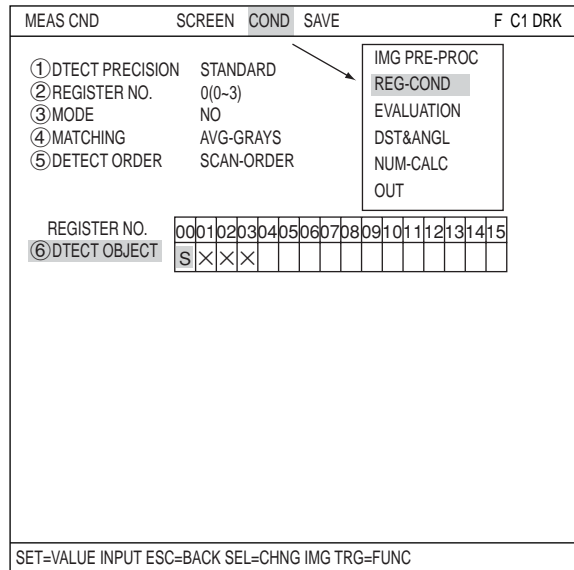 MEAS CND SCREEN COND SAVE F C1 DRK
①DTECT PRECISION STANDARD
②REGISTER NO. 0(0~3)
③MODE NO
④MATCHING AVG-GRAYS
⑤DETECT ORDER SCAN-ORDER
IMG PRE-PROC
REG-COND
EVALUATION
DST&ANGL
NUM-CALC
OUT
REGISTER NO. 00 01 02 03 04 05 06 07 08 09 10 11 12 13 14 15
⑥DTECT OBJECT S × × ×
SET=VALUE INPUT ESC=BACK SEL=CHNG IMG TRG=FUNC